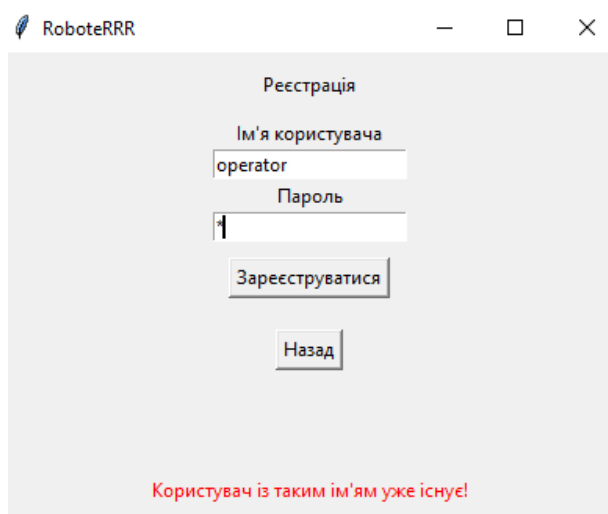 RoboteRRR
Реєстрація
Ім'я користувача
operator
Пароль
*
Зареєструватися
Назад
Користувач із таким ім'ям уже існує!